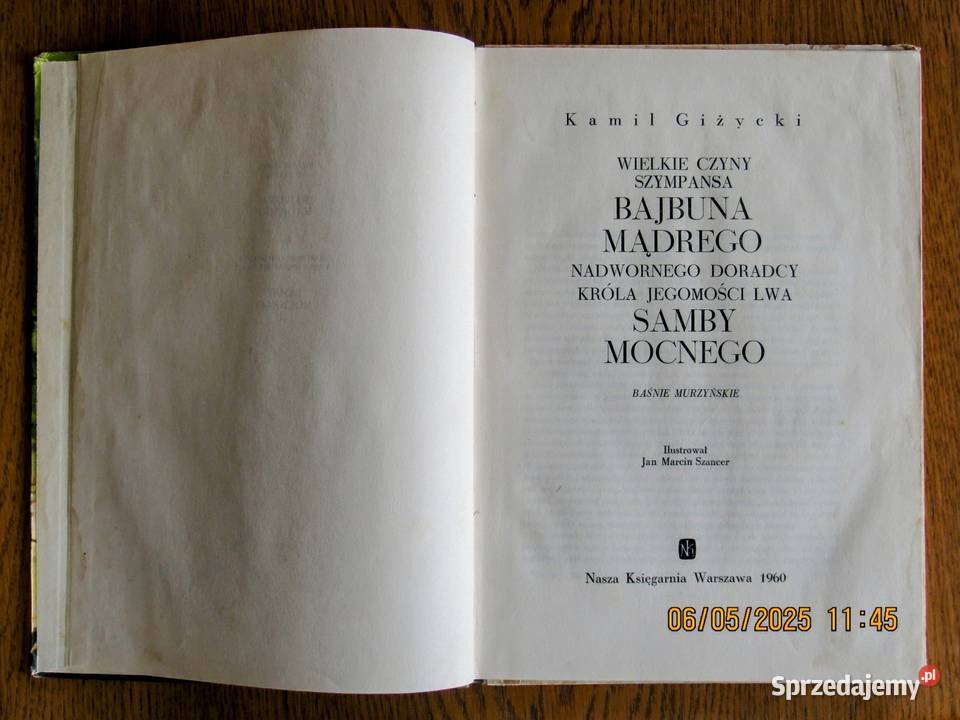 Kamil Giżycki
WIELKIE CZYNY
SZYMPANSA
BAJBUNA
MĄDREGO
NADWORNEGO DORADCY
KRÓLA JEGOMOŚCI LWA
SAMBY
MOCNEGO
BAŚNIE MURZYŃSKIE
Ilustrował
Jan Marcin Szancer
Nasza Księgarnia Warszawa 1960
06/05/2025 11:45
Sprzedajemy.pl